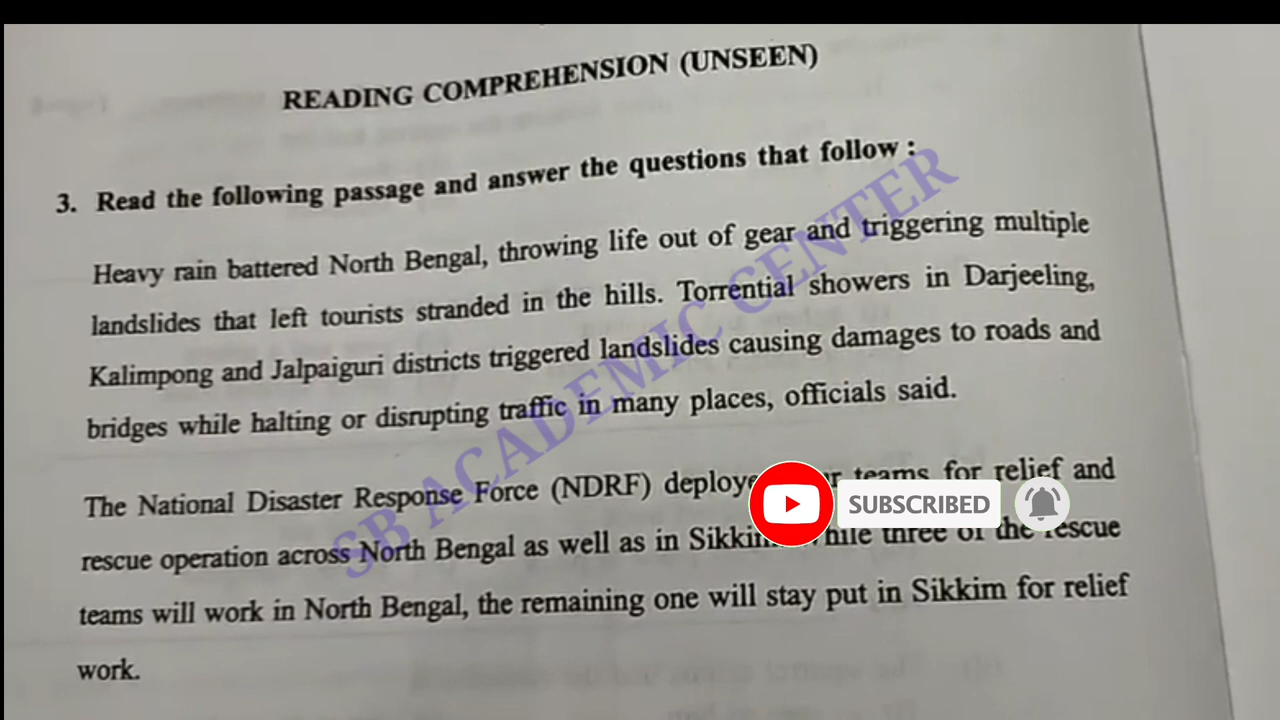 READING COMPREHENSION (UNSEEN)
3. Read the following passage and answer the questions that follow :
Heavy rain battered North Bengal, throwing life out of gear and triggering multiple
landslides that left tourists stranded in the hills. Torrential showers in Darjeeling,
Kalimpong and Jalpaiguri districts triggered landslides causing damages to roads and
bridges while halting or disrupting traffic in many places, officials said.
The National Disaster Response Force (NDRF) teams for relief and
rescue operation across North Bengal as well as in Sikkim. While three of the rescue
teams will work in North Bengal, the remaining one will stay put in Sikkim for relief
work.
SB ACADEMIC CENTER
SUBSCRIBED